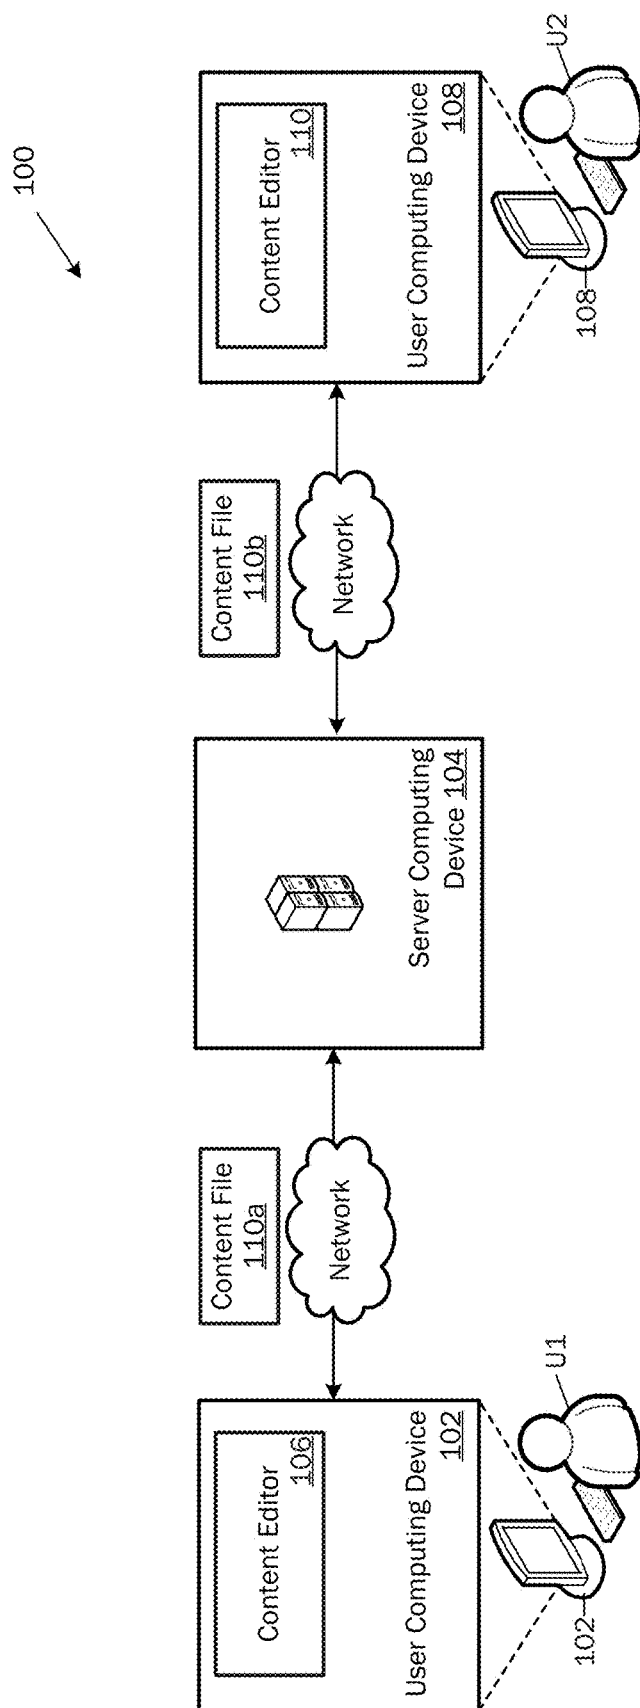 100
Content Editor
106
User Computing Device
102
102
U1
Content File
110a
Network
Server Computing
Device 104
Content File
110b
Network
Content Editor
110
User Computing Device
108
108
U2